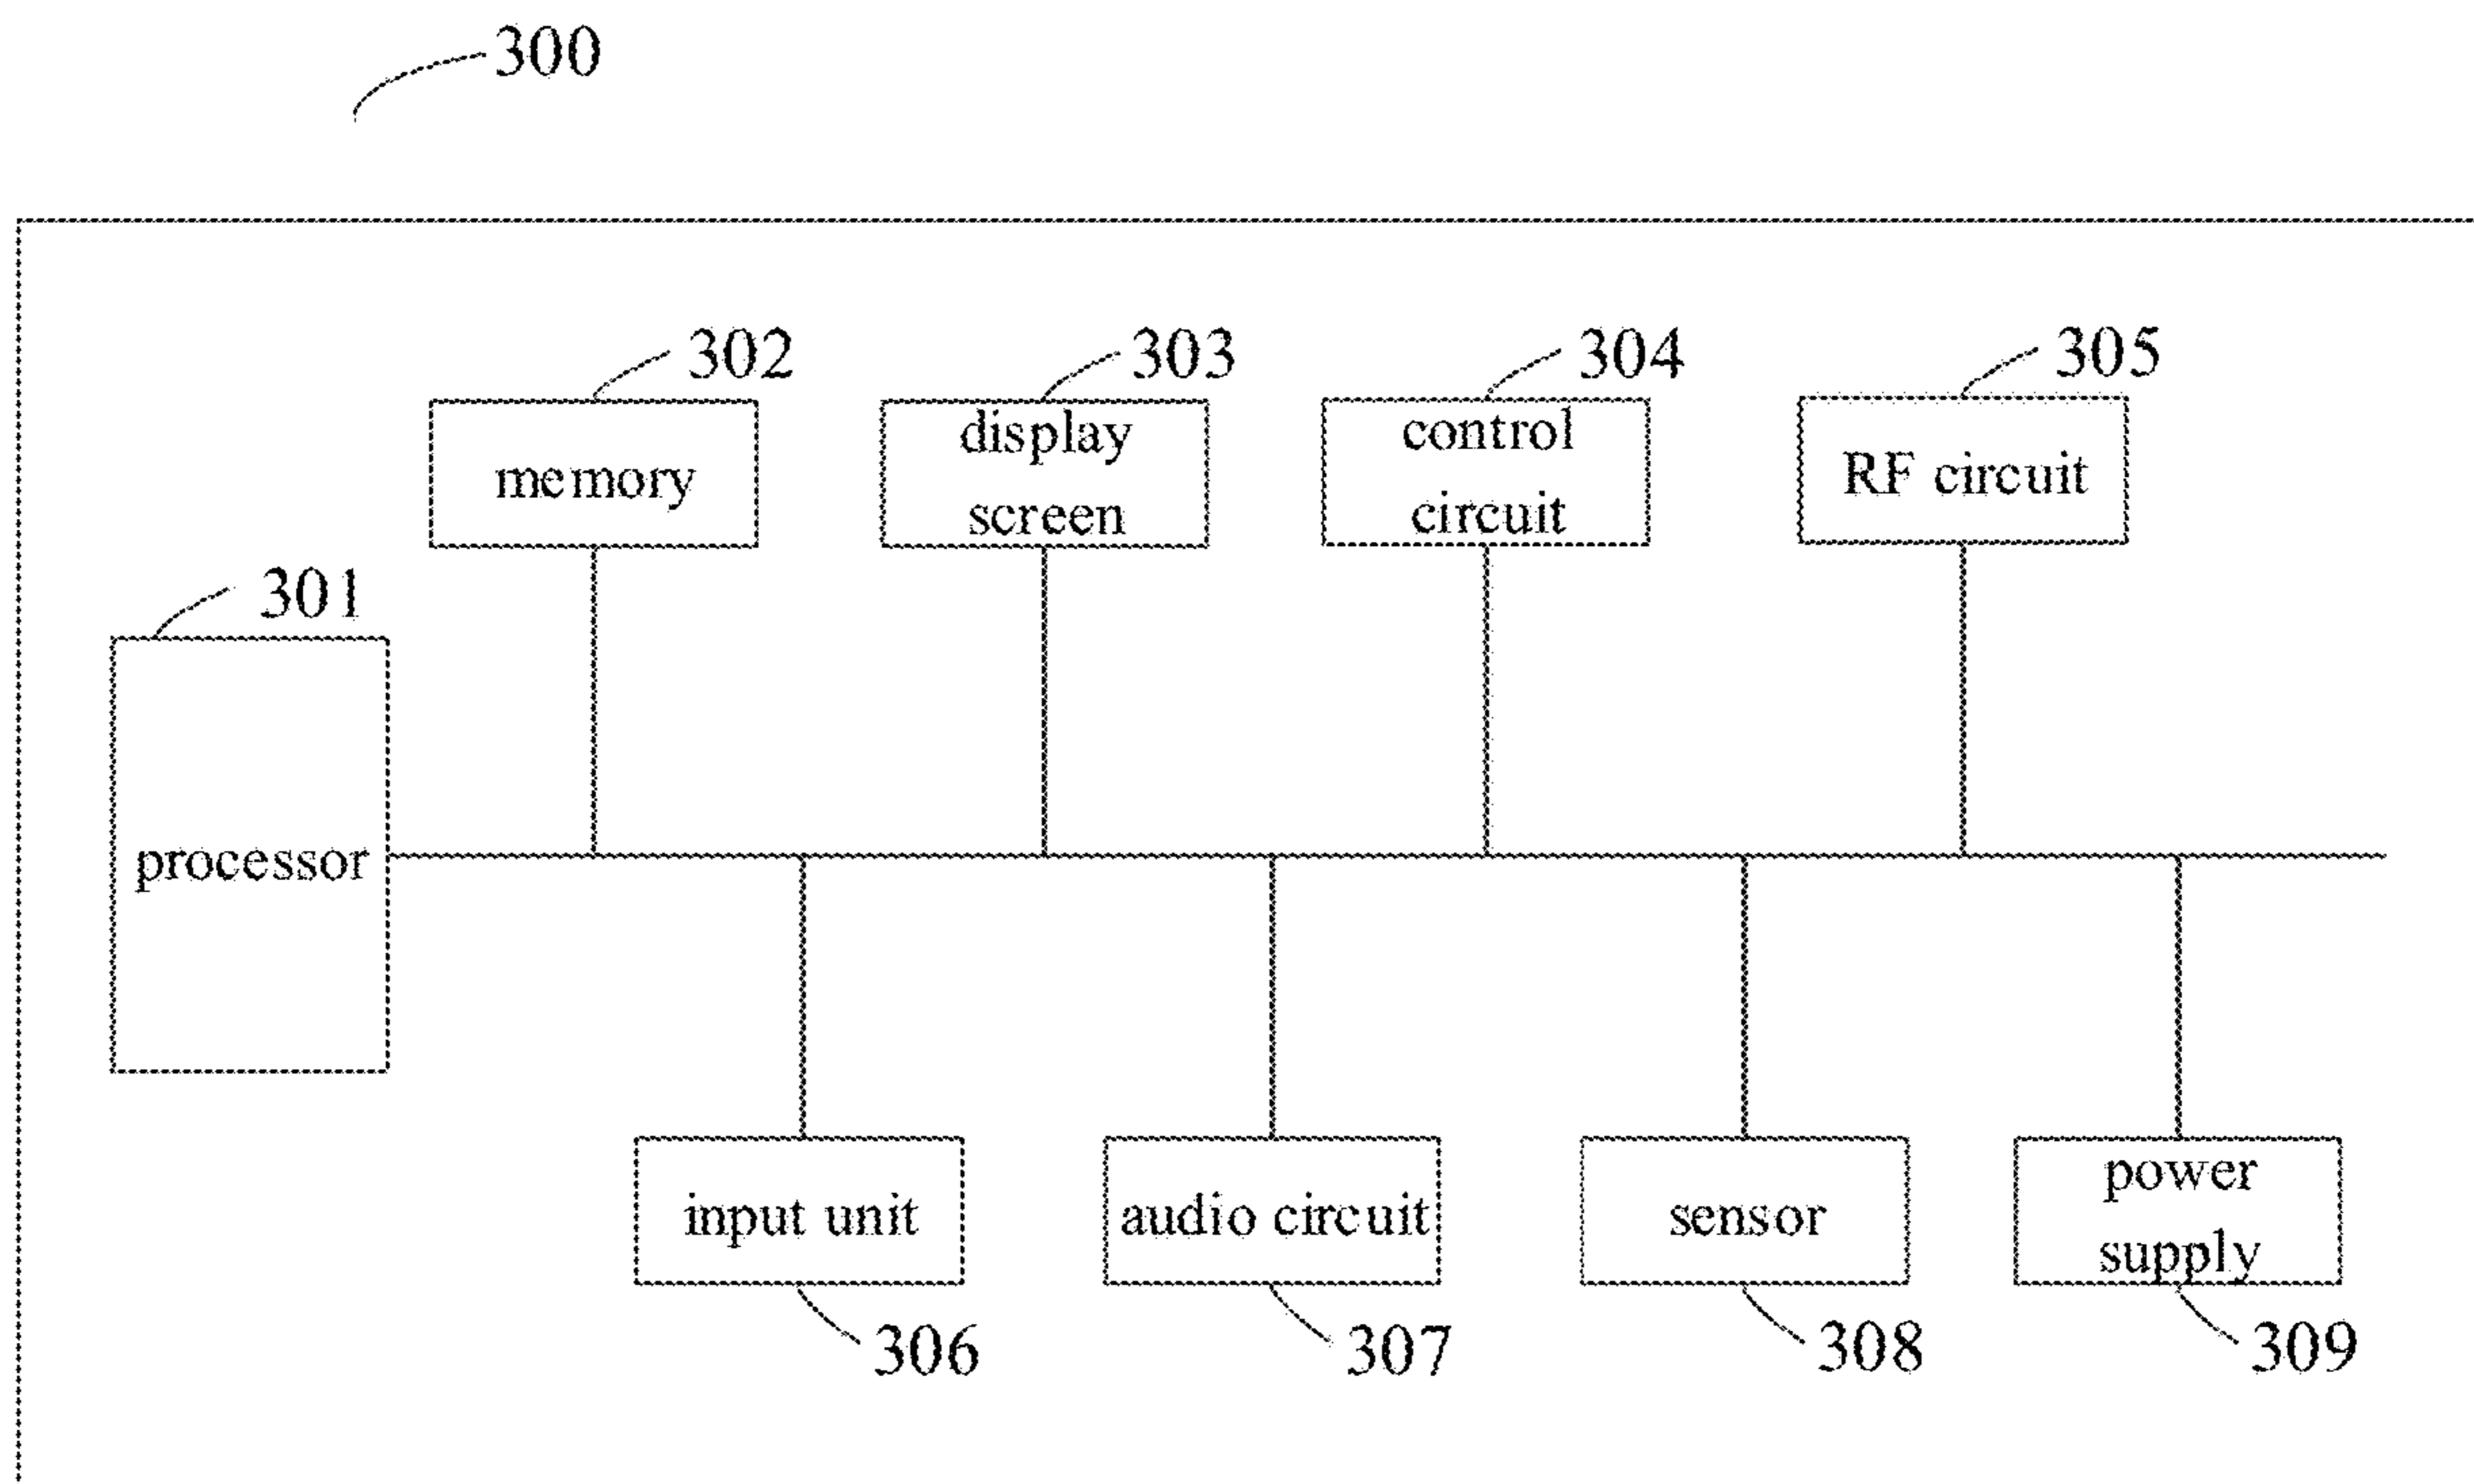 300
302
303
304
305
memory
display
screen
control
circuit
RF circuit
301
processor
input unit
audio circuit
sensor
power
supply
306
307
308
309